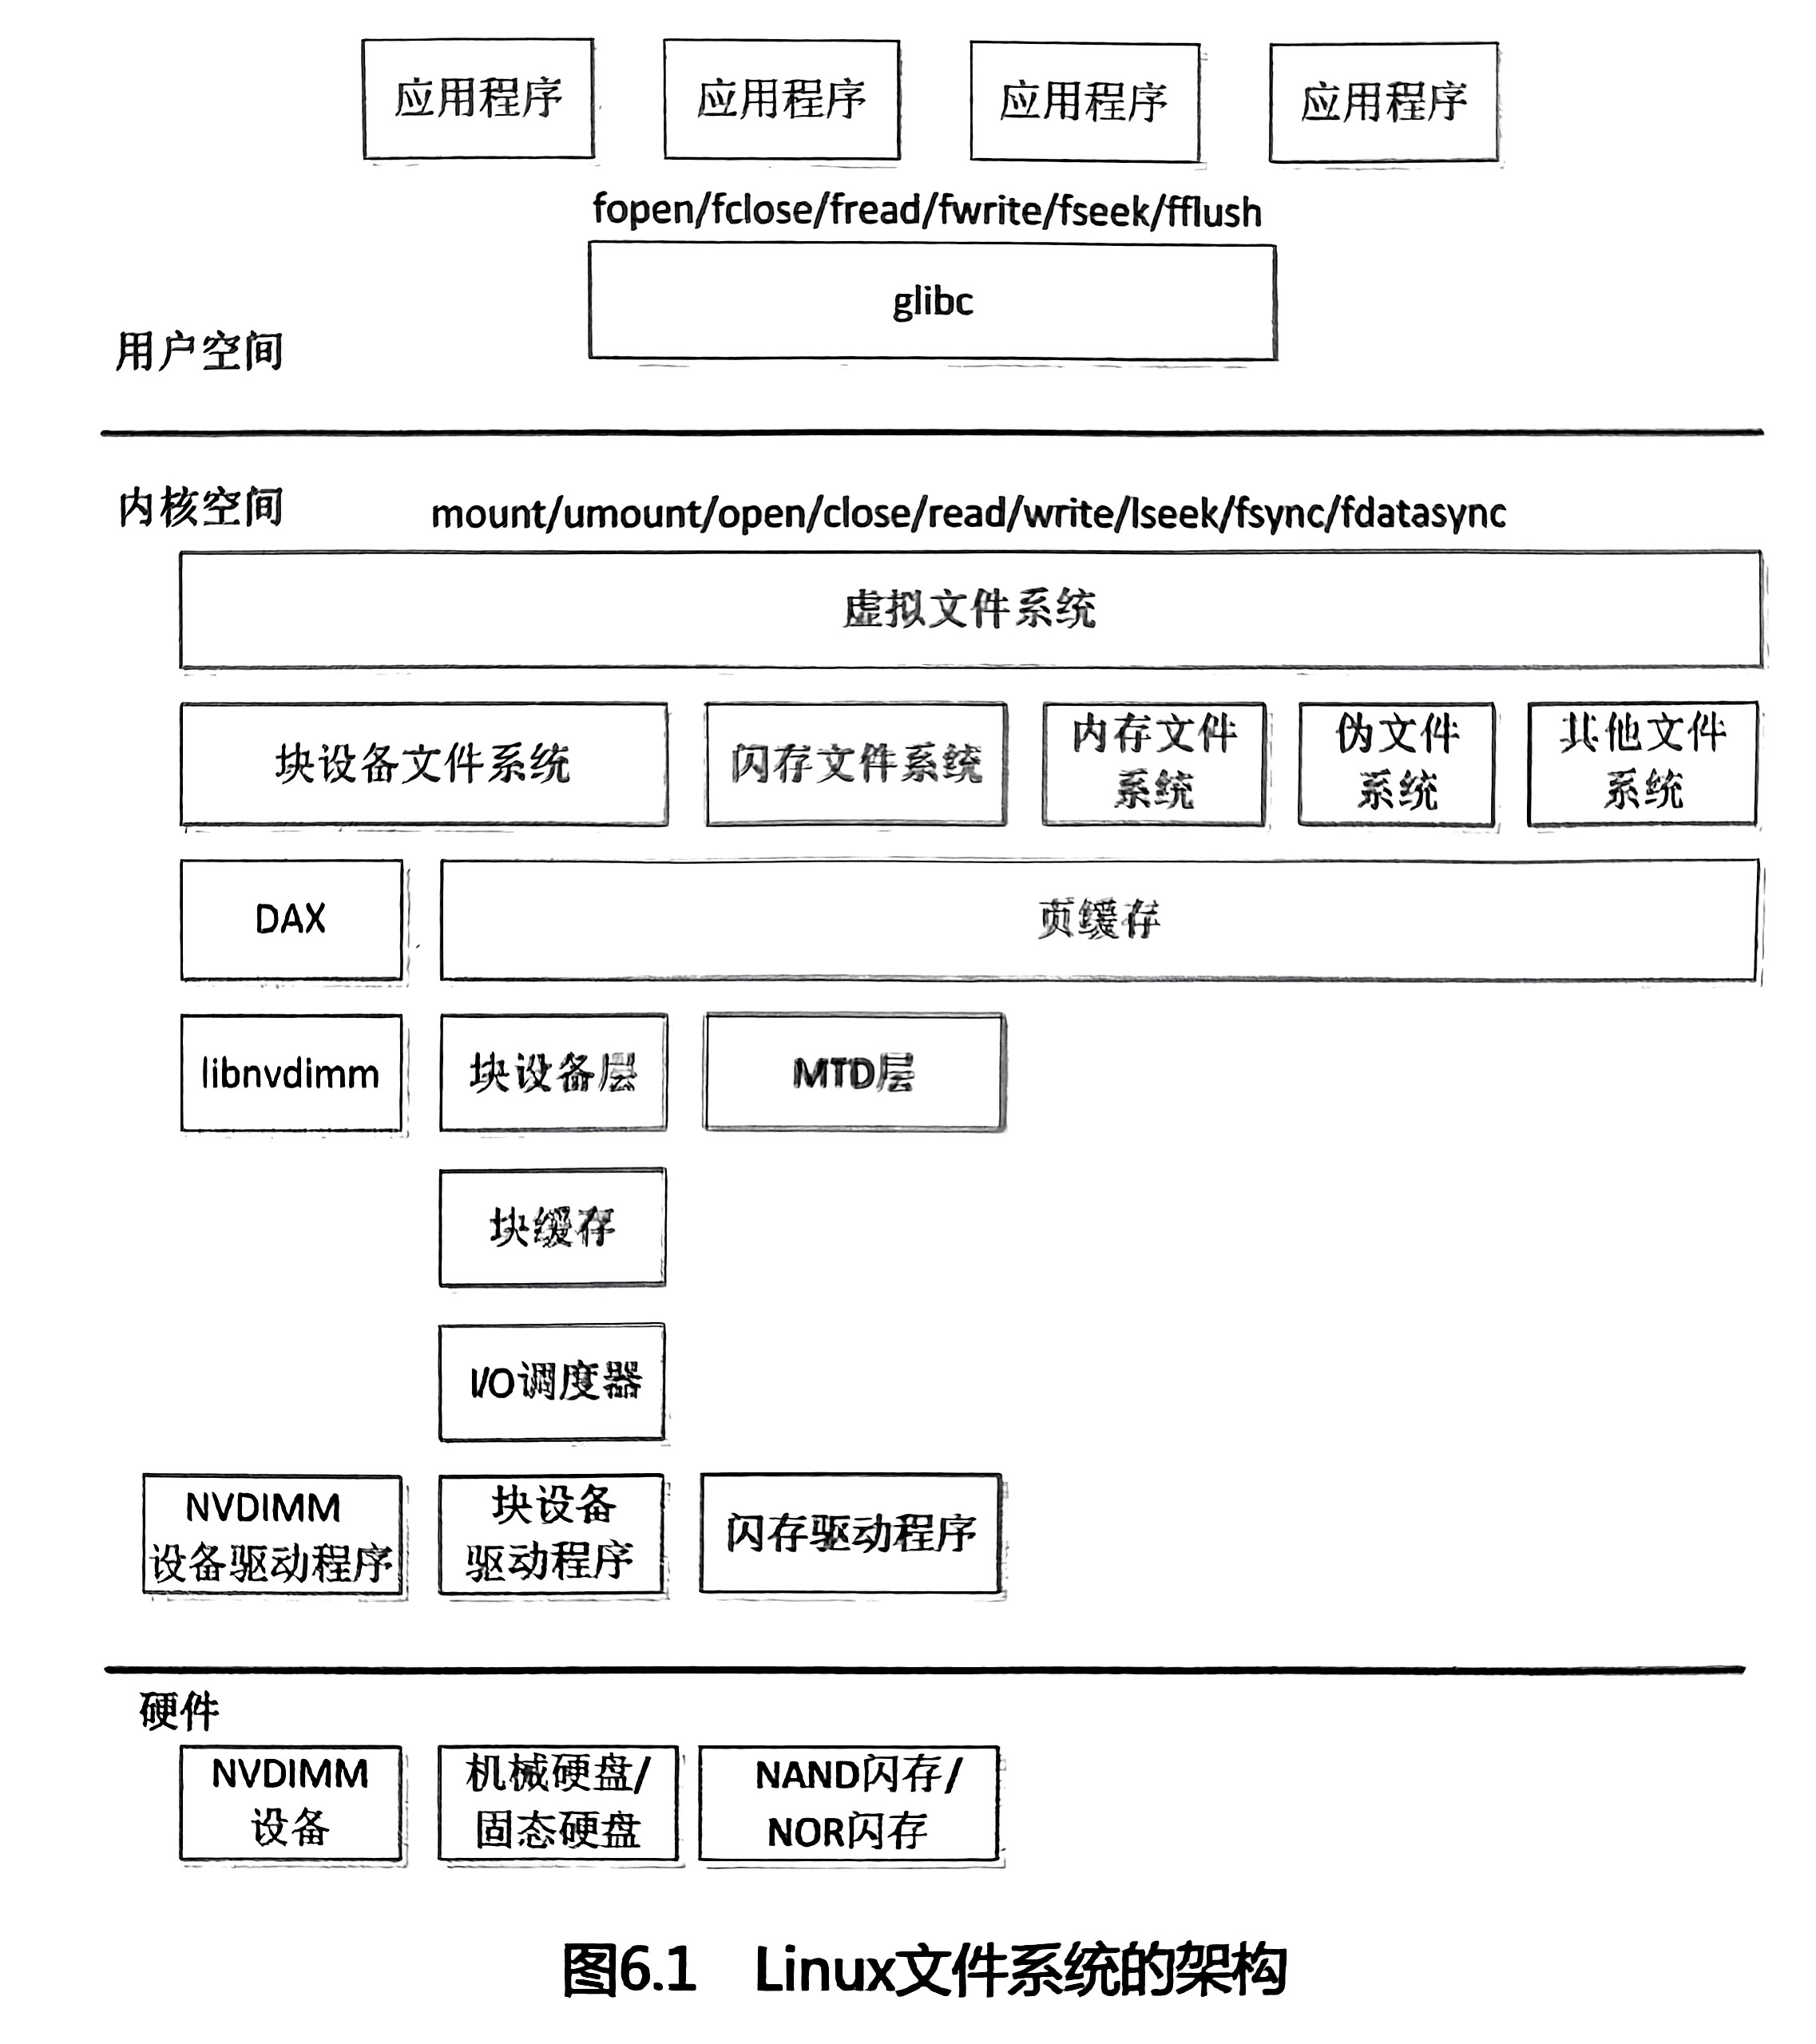 应用程序 应用程序 应用程序 应用程序
fopen/fclose/fread/fwrite/fseek/fflush
glibc
用户空间
内核空间 mount/umount/open/close/read/write/lseek/fsync/fdatasync
虚拟文件系统
块设备文件系统 闪存文件系统
内存文件
系统
伪文件
系统
其他文件
系统
DAX 页缓存
libnvdimm 块设备层 MTD层
块缓存
I/O调度器
NVDIMM
设备驱动程序
块设备
驱动程序
闪存驱动程序
硬件
NVDIMM
设备
机械硬盘/
固态硬盘
NAND闪存/
NOR闪存
图6.1 Linux文件系统的架构